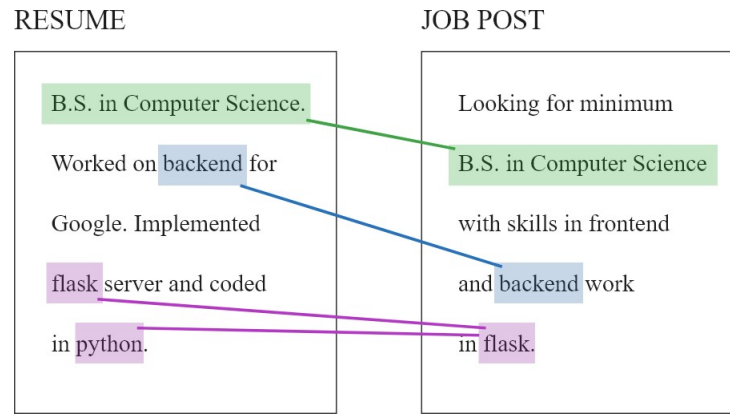 RESUME
B.S. in Computer Science.
Worked on backend for
Google. Implemented
flask server and coded
in python.
JOB POST
Looking for minimum
B.S. in Computer Science
with skills in frontend
and backend work
in flask.